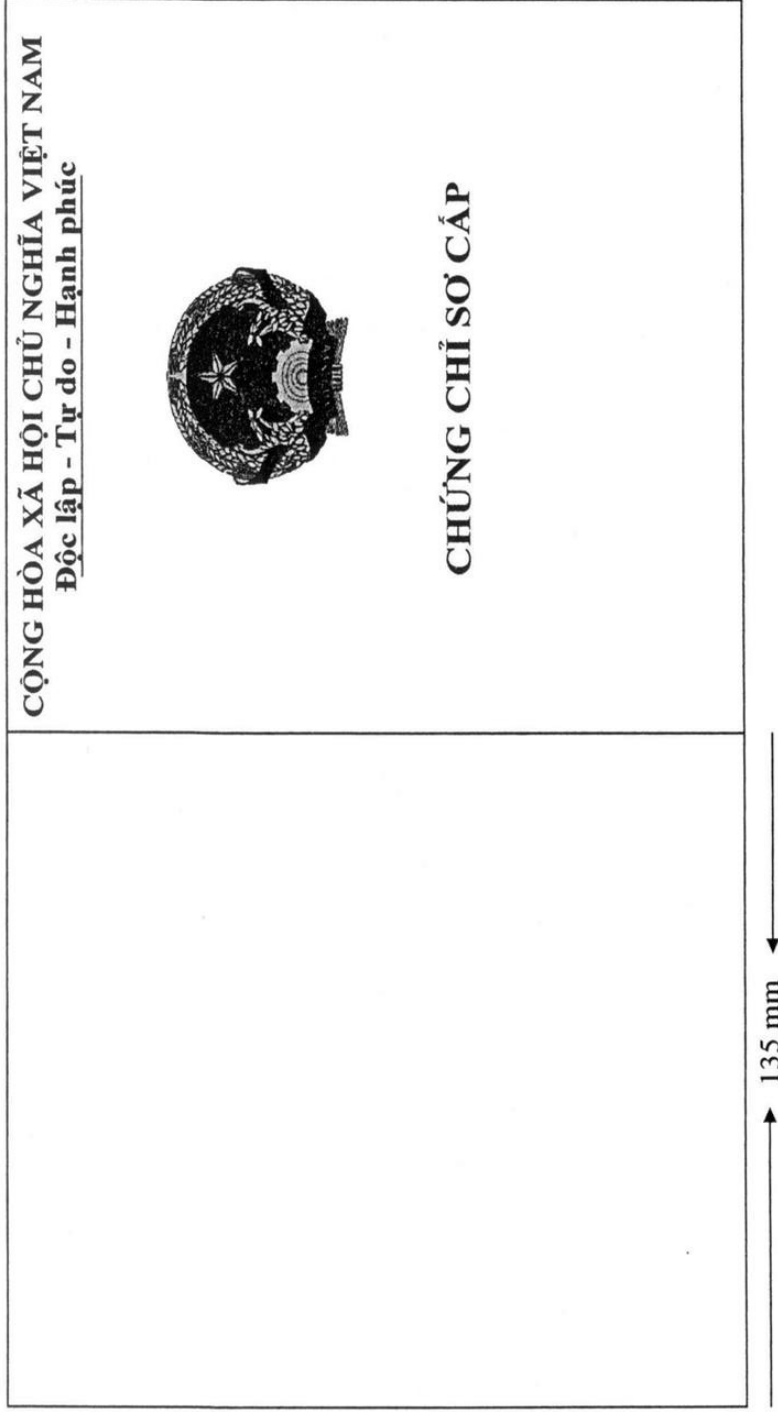 CỘNG HÒA XÃ HỘI CHỦ NGHĨA VIỆT NAM
Độc lập - Tự do - Hạnh phúc
CHỨNG CHỈ SƠ CẤP
135 mm